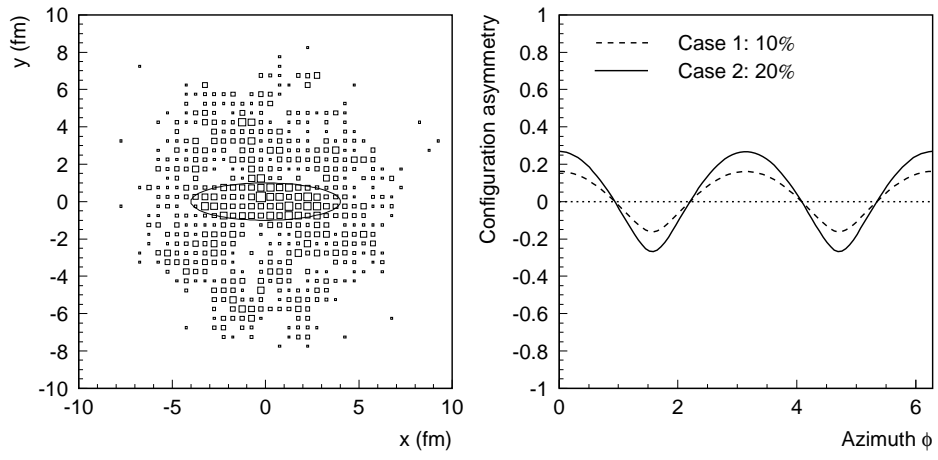 y (fm)
10
8
6
4
2
0
-2
-4
-6
-8
-10
-10 -5 0 5 10
x (fm)
Configuration asymmetry
1
0.8
0.6
0.4
0.2
0
-0.2
-0.4
-0.6
-0.8
-1
0 2 4 6
Azimuth ϕ
Case 1: 10%
Case 2: 20%